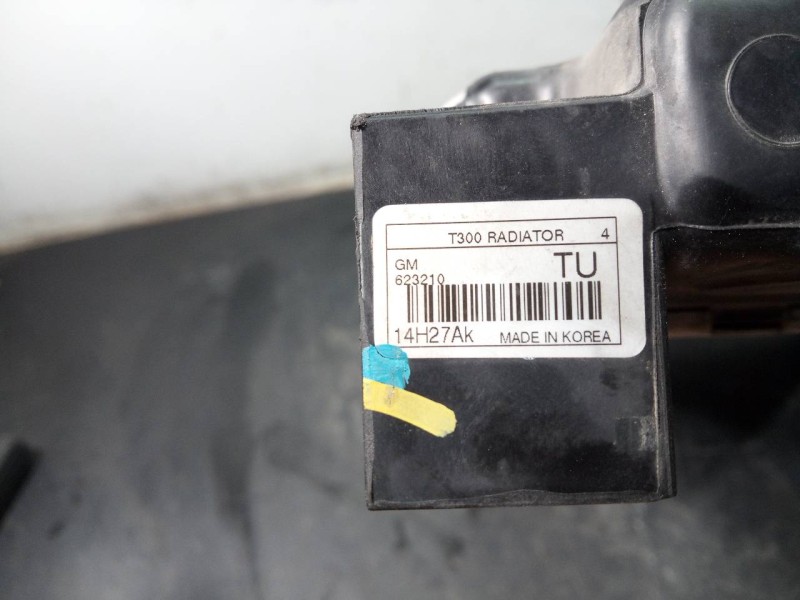 T300 RADIATOR 4
GM TU
623210
14H27Ak MADE IN KOREA